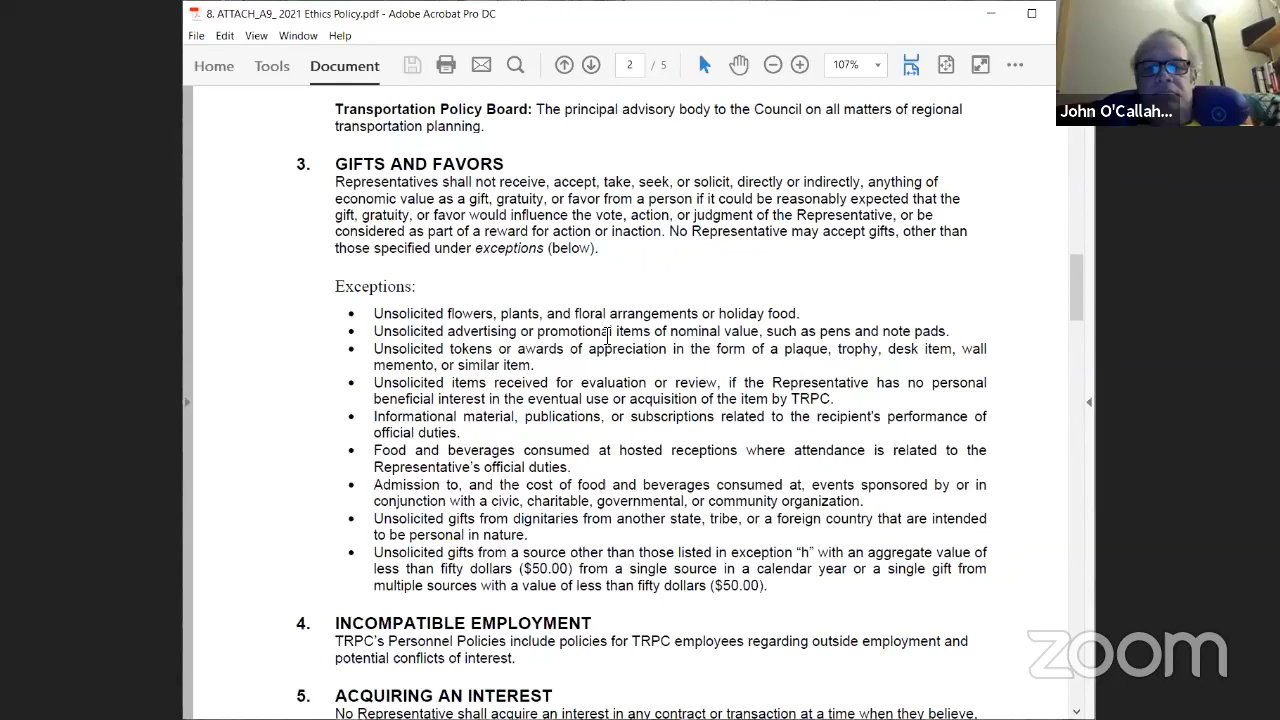 8. ATTACH_A9_ 2021 Ethics Policy.pdf - Adobe Acrobat Pro DC
File Edit View Window Help
Home Tools Document 2 / 5 107%
John O'Callah...
Transportation Policy Board: The principal advisory body to the Council on all matters of regional
transportation planning.
3. GIFTS AND FAVORS
Representatives shall not receive, accept, take, seek, or solicit, directly or indirectly, anything of
economic value as a gift, gratuity, or favor from a person if it could be reasonably expected that the
gift, gratuity, or favor would influence the vote, action, or judgment of the Representative, or be
considered as part of a reward for action or inaction. No Representative may accept gifts, other than
those specified under exceptions (below).
Exceptions:
• Unsolicited flowers, plants, and floral arrangements or holiday food.
• Unsolicited advertising or promotional items of nominal value, such as pens and note pads.
• Unsolicited tokens or awards of appreciation in the form of a plaque, trophy, desk item, wall
memento, or similar item.
• Unsolicited items received for evaluation or review, if the Representative has no personal
beneficial interest in the eventual use or acquisition of the item by TRPC.
• Informational material, publications, or subscriptions related to the recipient's performance of
official duties.
• Food and beverages consumed at hosted receptions where attendance is related to the
Representative's official duties.
• Admission to, and the cost of food and beverages consumed at, events sponsored by or in
conjunction with a civic, charitable, governmental, or community organization.
• Unsolicited gifts from dignitaries from another state, tribe, or a foreign country that are intended
to be personal in nature.
• Unsolicited gifts from a source other than those listed in exception “h” with an aggregate value of
less than fifty dollars ($50.00) from a single source in a calendar year or a single gift from
multiple sources with a value of less than fifty dollars ($50.00).
4. INCOMPATIBLE EMPLOYMENT
TRPC's Personnel Policies include policies for TRPC employees regarding outside employment and
potential conflicts of interest.
5. ACQUIRING AN INTEREST
No Representative shall acquire an interest in any contract or transaction at a time when they believe,
zoom